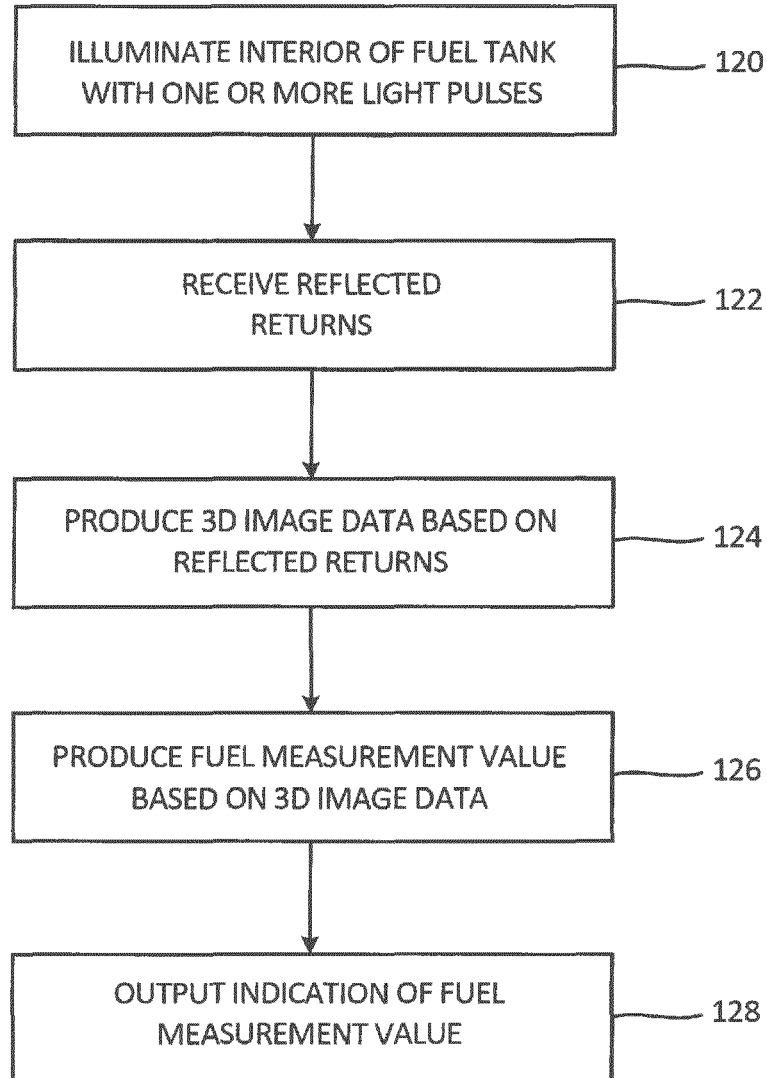 ILLUMINATE INTERIOR OF FUEL TANK
WITH ONE OR MORE LIGHT PULSES
120
RECEIVE REFLECTED
RETURNS
122
PRODUCE 3D IMAGE DATA BASED ON
REFLECTED RETURNS
124
PRODUCE FUEL MEASUREMENT VALUE
BASED ON 3D IMAGE DATA
126
OUTPUT INDICATION OF FUEL
MEASUREMENT VALUE
128